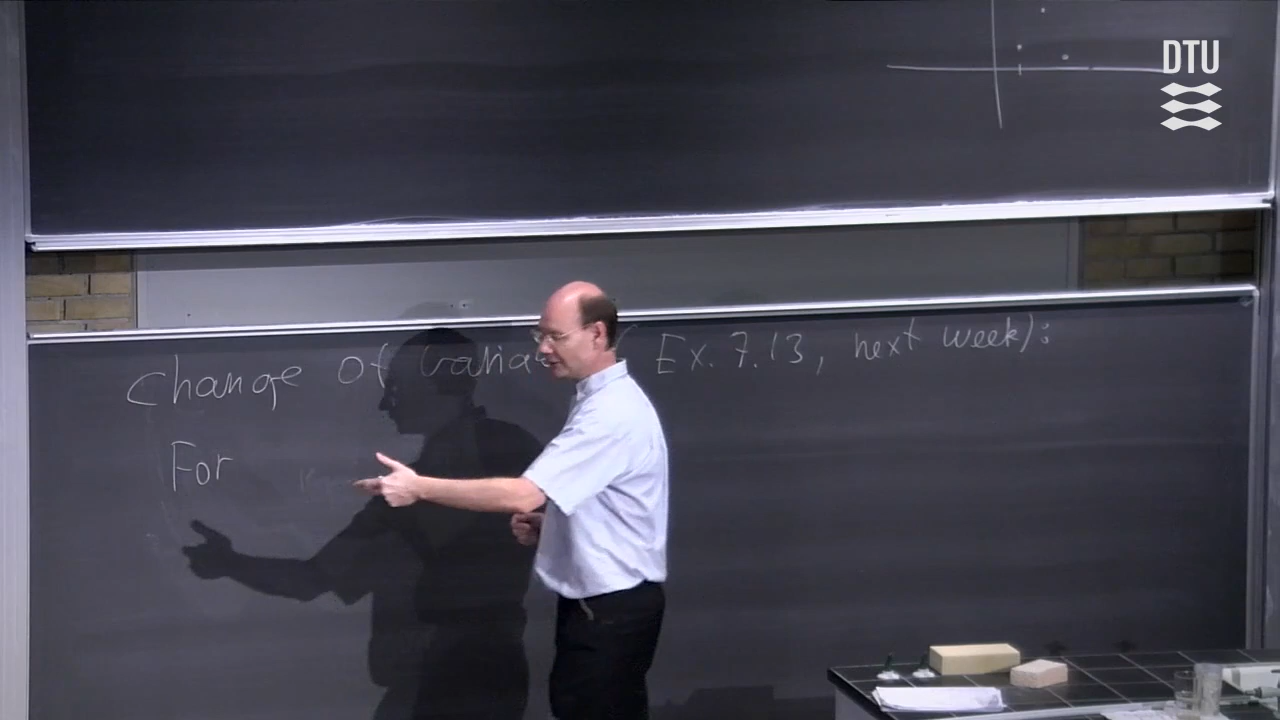 DTU
Change of (Ex. 7.13, next week):
For